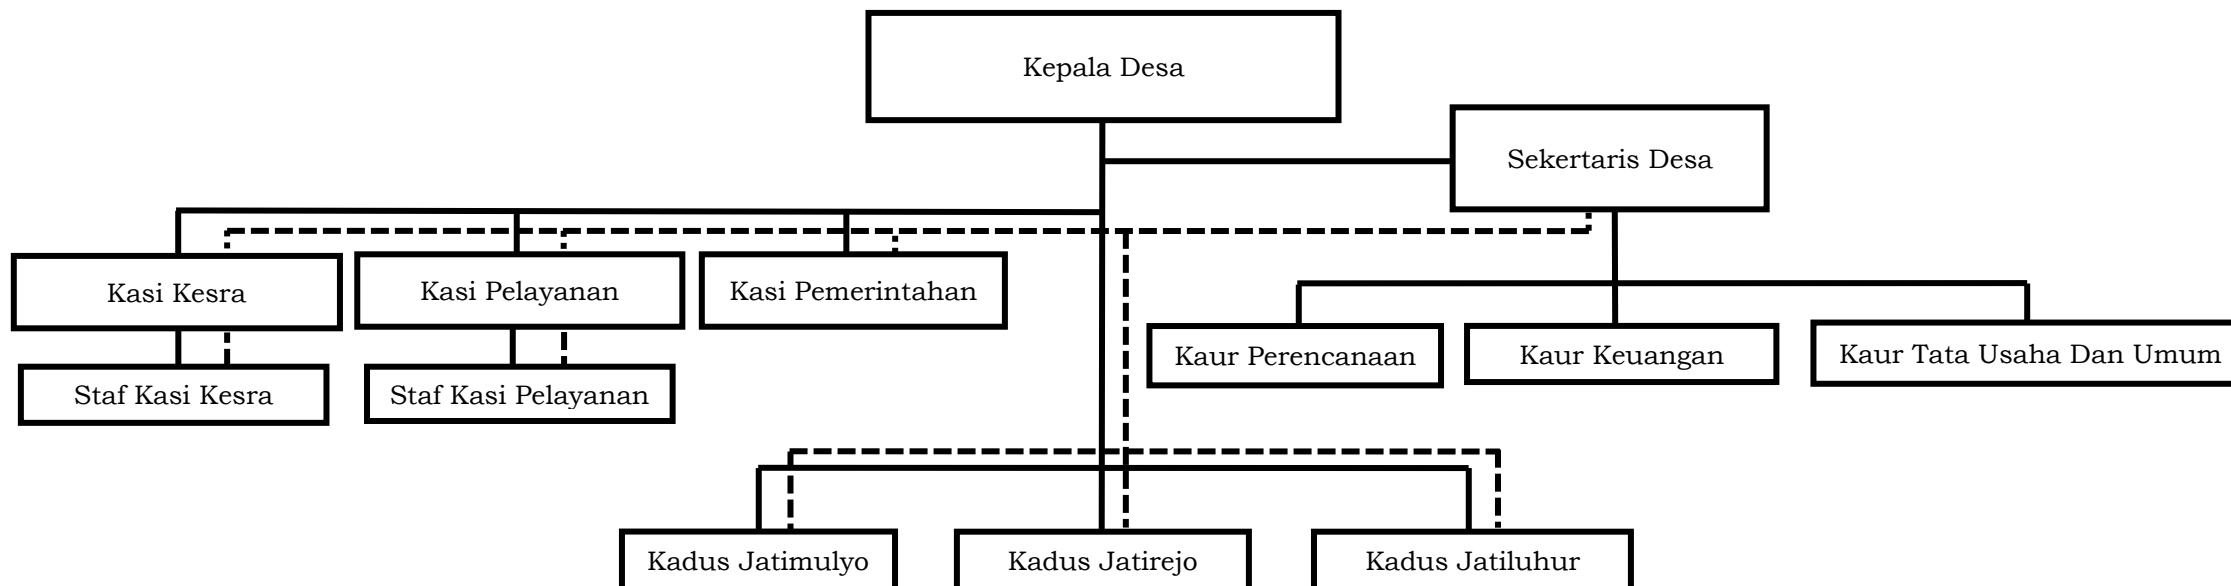 Kepala Desa
Sekertaris Desa
Kasi Kesra
Kasi Pelayanan
Kasi Pemerintahan
Kaur Perencanaan
Kaur Keuangan
Kaur Tata Usaha Dan Umum
Staf Kasi Kesra
Staf Kasi Pelayanan
Kadus Jatimulyo
Kadus Jatirejo
Kadus Jatiluhur